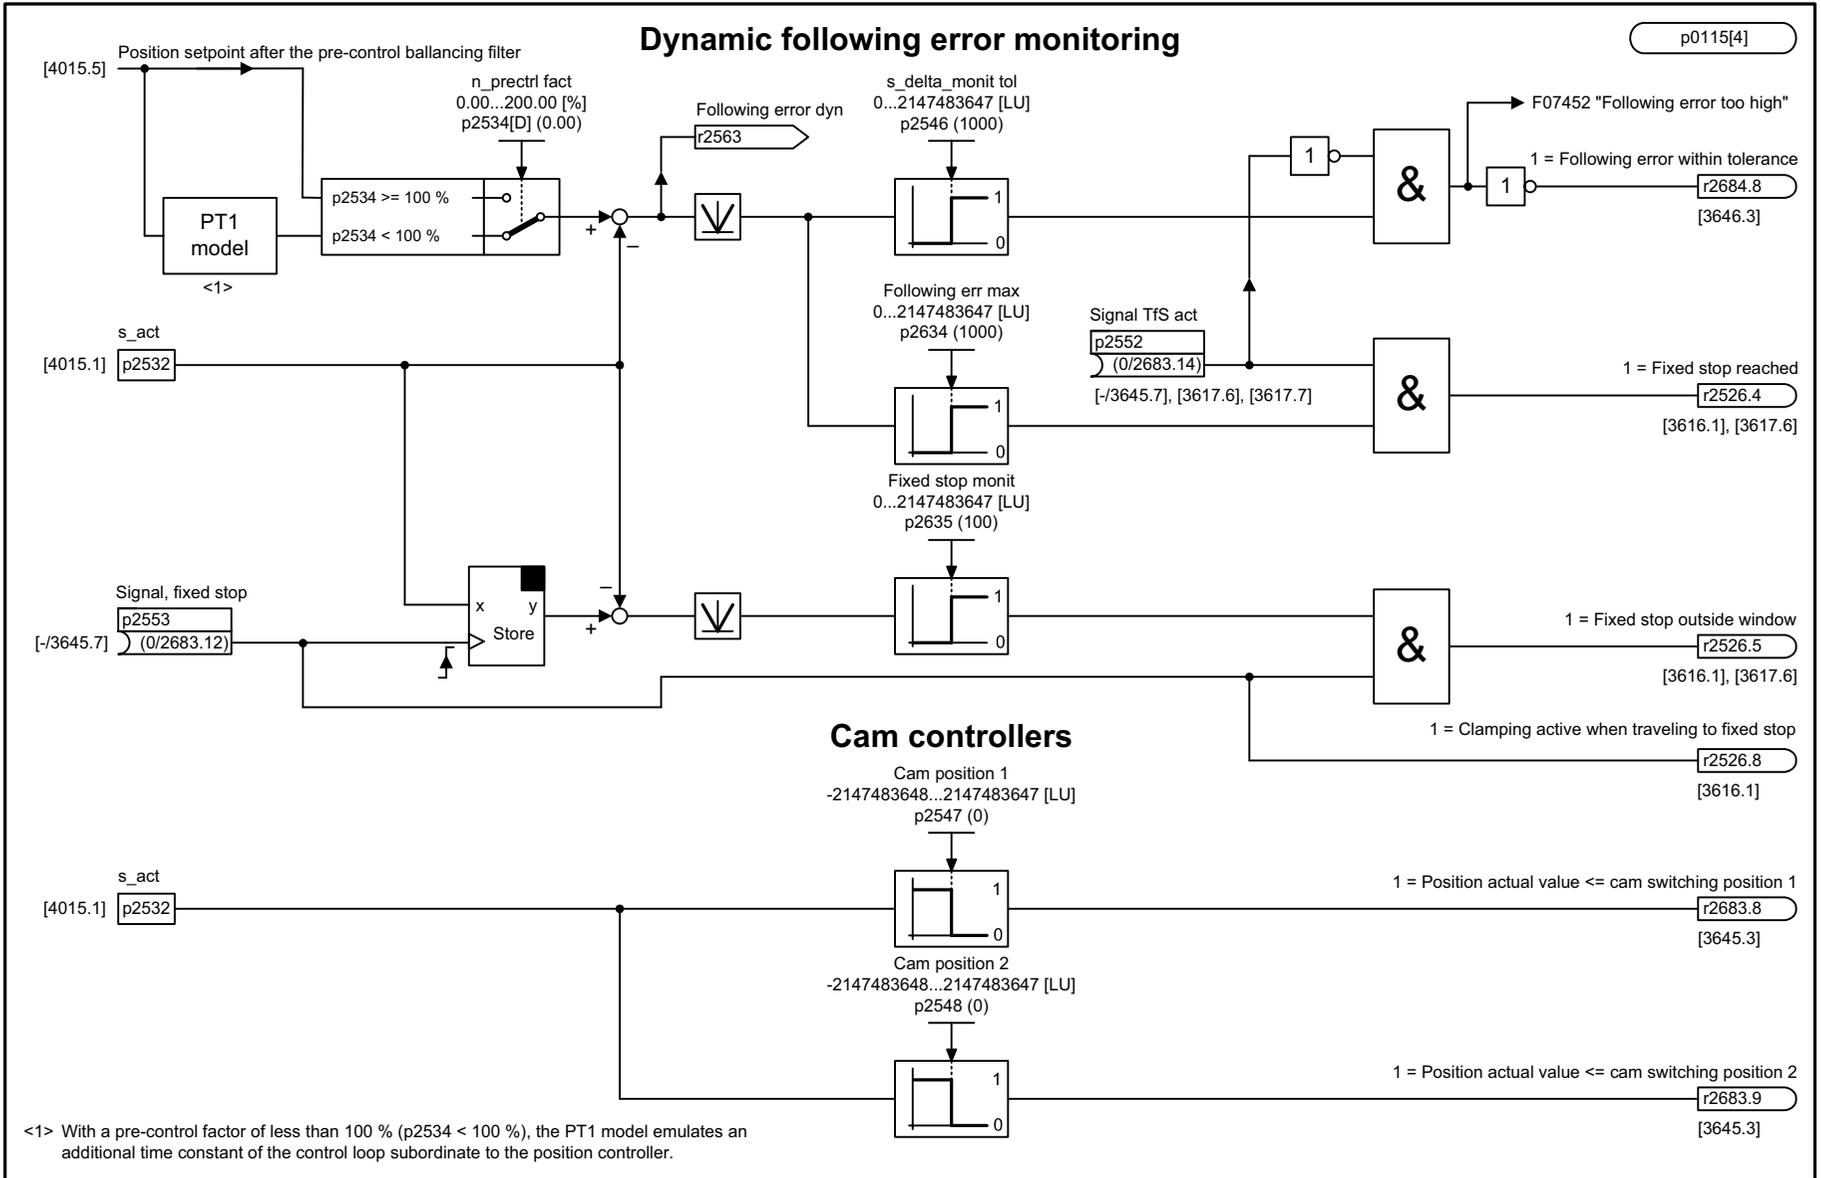 Dynamic following error monitoring
p0115[4]
Position setpoint after the pre-control ballancing filter
[4015.5]
n_prectrl fact
0.00...200.00 [%]
p2534[D] (0.00)
Following error dyn
r2563
s_delta_monit tol
0...2147483647 [LU]
p2546 (1000)
F07452 "Following error too high"
1
&
1 = Following error within tolerance
1
r2684.8
[3646.3]
p2534 >= 100 %
p2534 < 100 %
PT1
model
<1>
+
–
1
0
Following err max
0...2147483647 [LU]
p2634 (1000)
1
0
Signal TfS act
p2552
(0/2683.14)
[-/3645.7], [3617.6], [3617.7]
&
1 = Fixed stop reached
r2526.4
[3616.1], [3617.6]
s_act
[4015.1]
p2532
Fixed stop monit
0...2147483647 [LU]
p2635 (100)
1
0
Signal, fixed stop
p2553
[-/3645.7]
(0/2683.12)
x
y
Store
–
+
&
1 = Fixed stop outside window
r2526.5
[3616.1], [3617.6]
1 = Clamping active when traveling to fixed stop
r2526.8
[3616.1]
Cam controllers
Cam position 1
-2147483648...2147483647 [LU]
p2547 (0)
s_act
[4015.1]
p2532
1
0
1 = Position actual value <= cam switching position 1
r2683.8
[3645.3]
Cam position 2
-2147483648...2147483647 [LU]
p2548 (0)
1
0
1 = Position actual value <= cam switching position 2
r2683.9
[3645.3]
<1> With a pre-control factor of less than 100 % (p2534 < 100 %), the PT1 model emulates an
additional time constant of the control loop subordinate to the position controller.